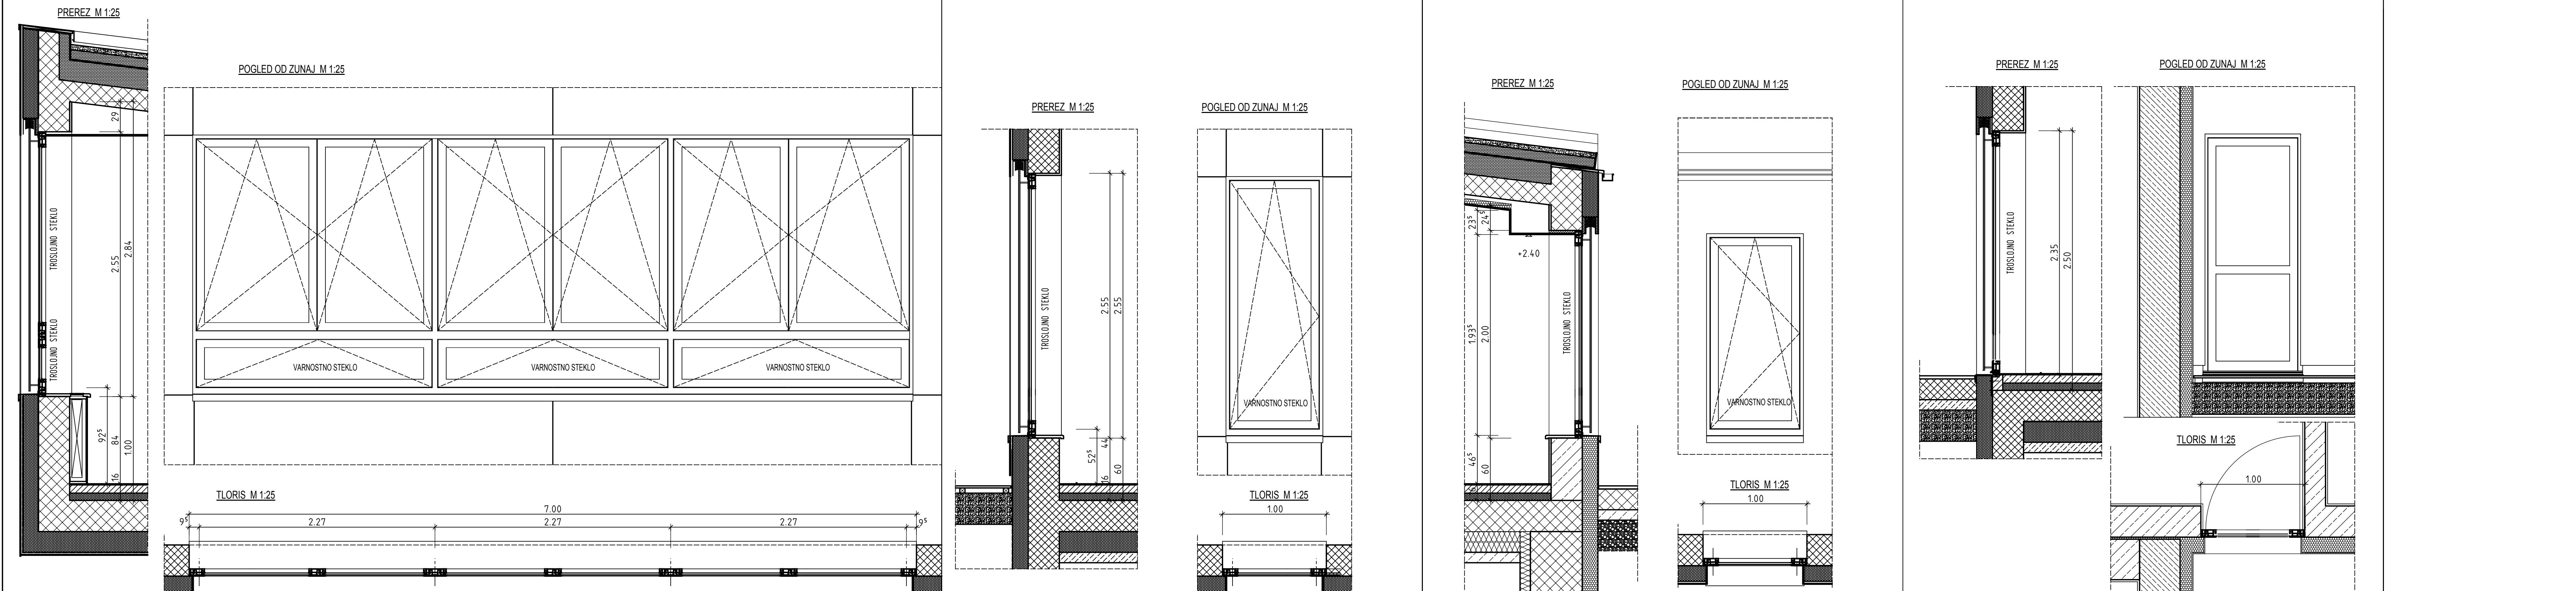 PREREZ M 1:25
POGLED OD ZUNAJ M 1:25
29
TROSLOJNO STEKLO
TROSLOJNO STEKLO
2.55
2.84
92⁵
84
16
1.00
VARNOSTNO STEKLO
VARNOSTNO STEKLO
VARNOSTNO STEKLO
TLORIS M 1:25
7.00
9⁵
2.27
2.27
2.27
9⁵
PREREZ M 1:25
POGLED OD ZUNAJ M 1:25
TROSLOJNO STEKLO
2.55
2.55
52⁵
44
16
60
VARNOSTNO STEKLO
TLORIS M 1:25
1.00
PREREZ M 1:25
POGLED OD ZUNAJ M 1:25
23⁵
24⁵
+2.40
TROSLOJNO STEKLO
1.93⁵
2.00
46⁵
60
VARNOSTNO STEKLO
TLORIS M 1:25
1.00
PREREZ M 1:25
POGLED OD ZUNAJ M 1:25
TROSLOJNO STEKLO
2.35
2.50
TLORIS M 1:25
1.00